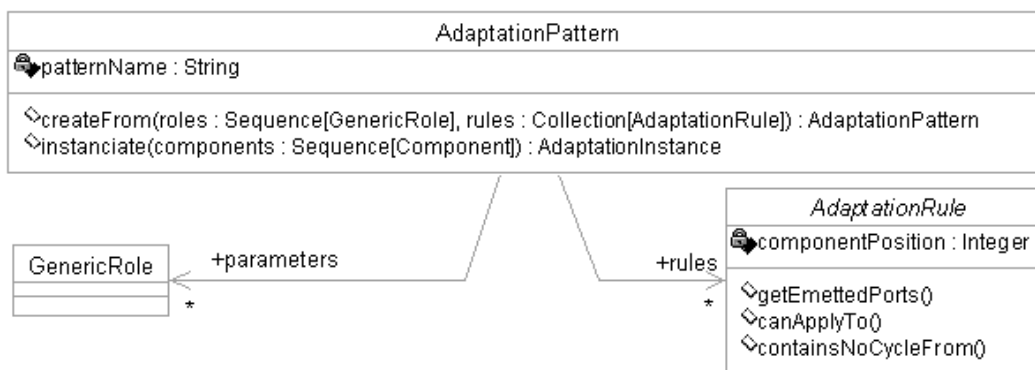 AdaptationPattern
patternName : String
createFrom(roles : Sequence[GenericRole], rules : Collection[AdaptationRule]) : AdaptationPattern
instanciate(components : Sequence[Component]) : AdaptationInstance
AdaptationRule
componentPosition : Integer
getEmettedPorts()
canApplyTo()
containsNoCycleFrom()
GenericRole
+parameters
*
+rules
*